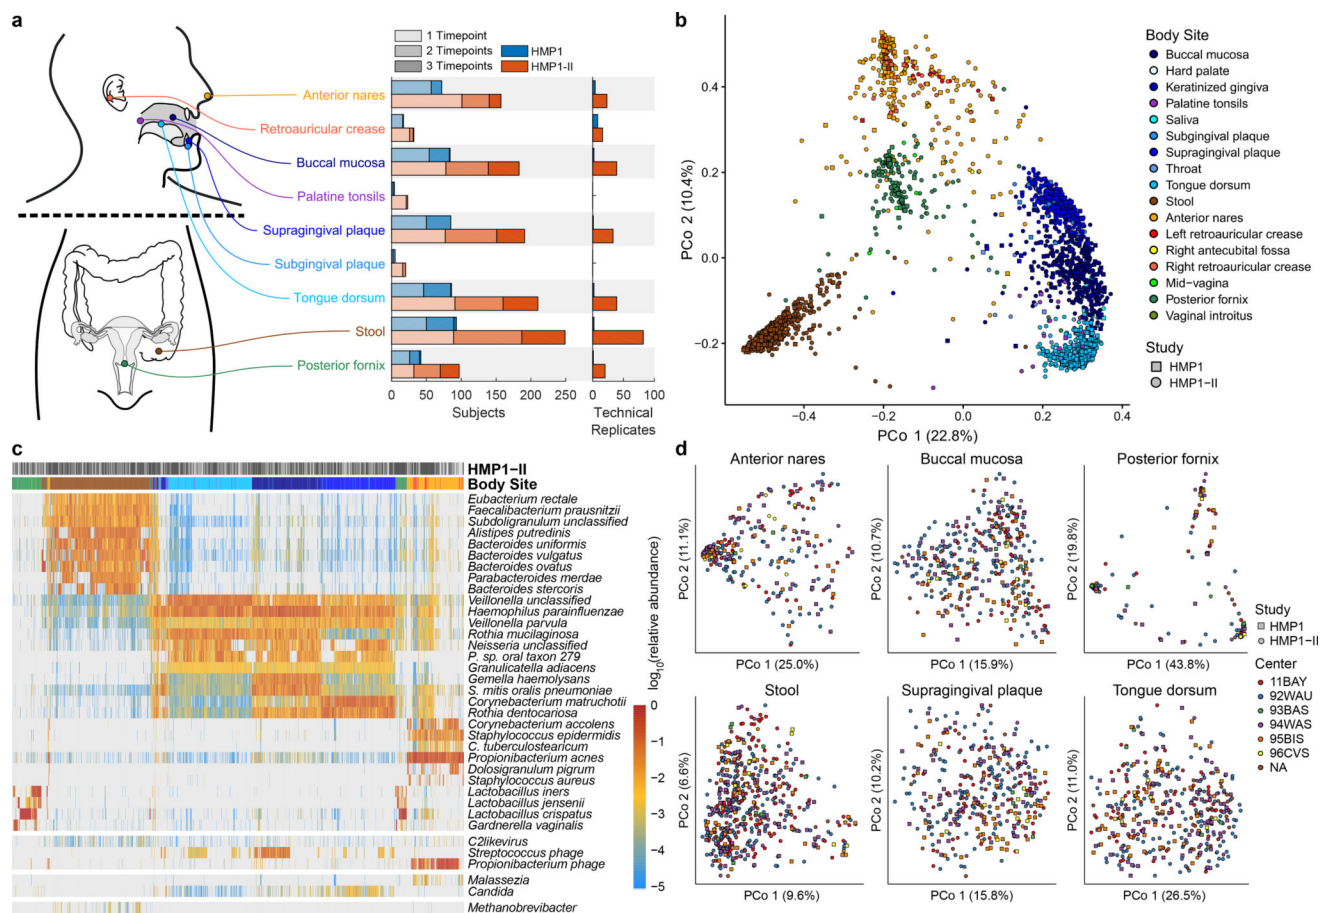 a
1 Timepoint
2 Timepoints
3 Timepoints
HMP1
HMP1-II
Anterior nares
Retroauricular crease
Buccal mucosa
Palatine tonsils
Supragingival plaque
Subgingival plaque
Tongue dorsum
Stool
Posterior fornix
0 50 100 150 200 250
Subjects
0 50 100
Technical
Replicates
b
0.4
0.2
0.0
−0.2
PCo 2 (10.4%)
−0.4 −0.2 0.0 0.2 0.4
PCo 1 (22.8%)
Body Site
Buccal mucosa
Hard palate
Keratinized gingiva
Palatine tonsils
Saliva
Subgingival plaque
Supragingival plaque
Throat
Tongue dorsum
Stool
Anterior nares
Left retroauricular crease
Right antecubital fossa
Right retroauricular crease
Mid−vagina
Posterior fornix
Vaginal introitus
Study
HMP1
HMP1−II
c
HMP1−II
Body Site
Eubacterium rectale
Faecalibacterium prausnitzii
Subdoligranulum unclassified
Alistipes putredinis
Bacteroides uniformis
Bacteroides vulgatus
Bacteroides ovatus
Parabacteroides merdae
Bacteroides stercoris
Veillonella unclassified
Haemophilus parainfluenzae
Veillonella parvula
Rothia mucilaginosa
Neisseria unclassified
P. sp. oral taxon 279
Granulicatella adiacens
Gemella haemolysans
S. mitis oralis pneumoniae
Corynebacterium matruchotii
Rothia dentocariosa
Corynebacterium accolens
Staphylococcus epidermidis
C. tuberculostearicum
Propionibacterium acnes
Dolosigranulum pigrum
Staphylococcus aureus
Lactobacillus iners
Lactobacillus jensenii
Lactobacillus crispatus
Gardnerella vaginalis
C2likevirus
Streptococcus phage
Propionibacterium phage
Malassezia
Candida
Methanobrevibacter
log10(relative abundance)
0
−1
−2
−3
−4
−5
d
Anterior nares
PCo 2 (11.1%)
PCo 1 (25.0%)
Buccal mucosa
PCo 2 (10.7%)
PCo 1 (15.9%)
Posterior fornix
PCo 2 (19.8%)
PCo 1 (43.8%)
Stool
PCo 2 (6.6%)
PCo 1 (9.6%)
Supragingival plaque
PCo 2 (10.2%)
PCo 1 (15.8%)
Tongue dorsum
PCo 2 (11.0%)
PCo 1 (26.5%)
Study
HMP1
HMP1−II
Center
11BAY
92WAU
93BAS
94WAS
95BIS
96CVS
NA